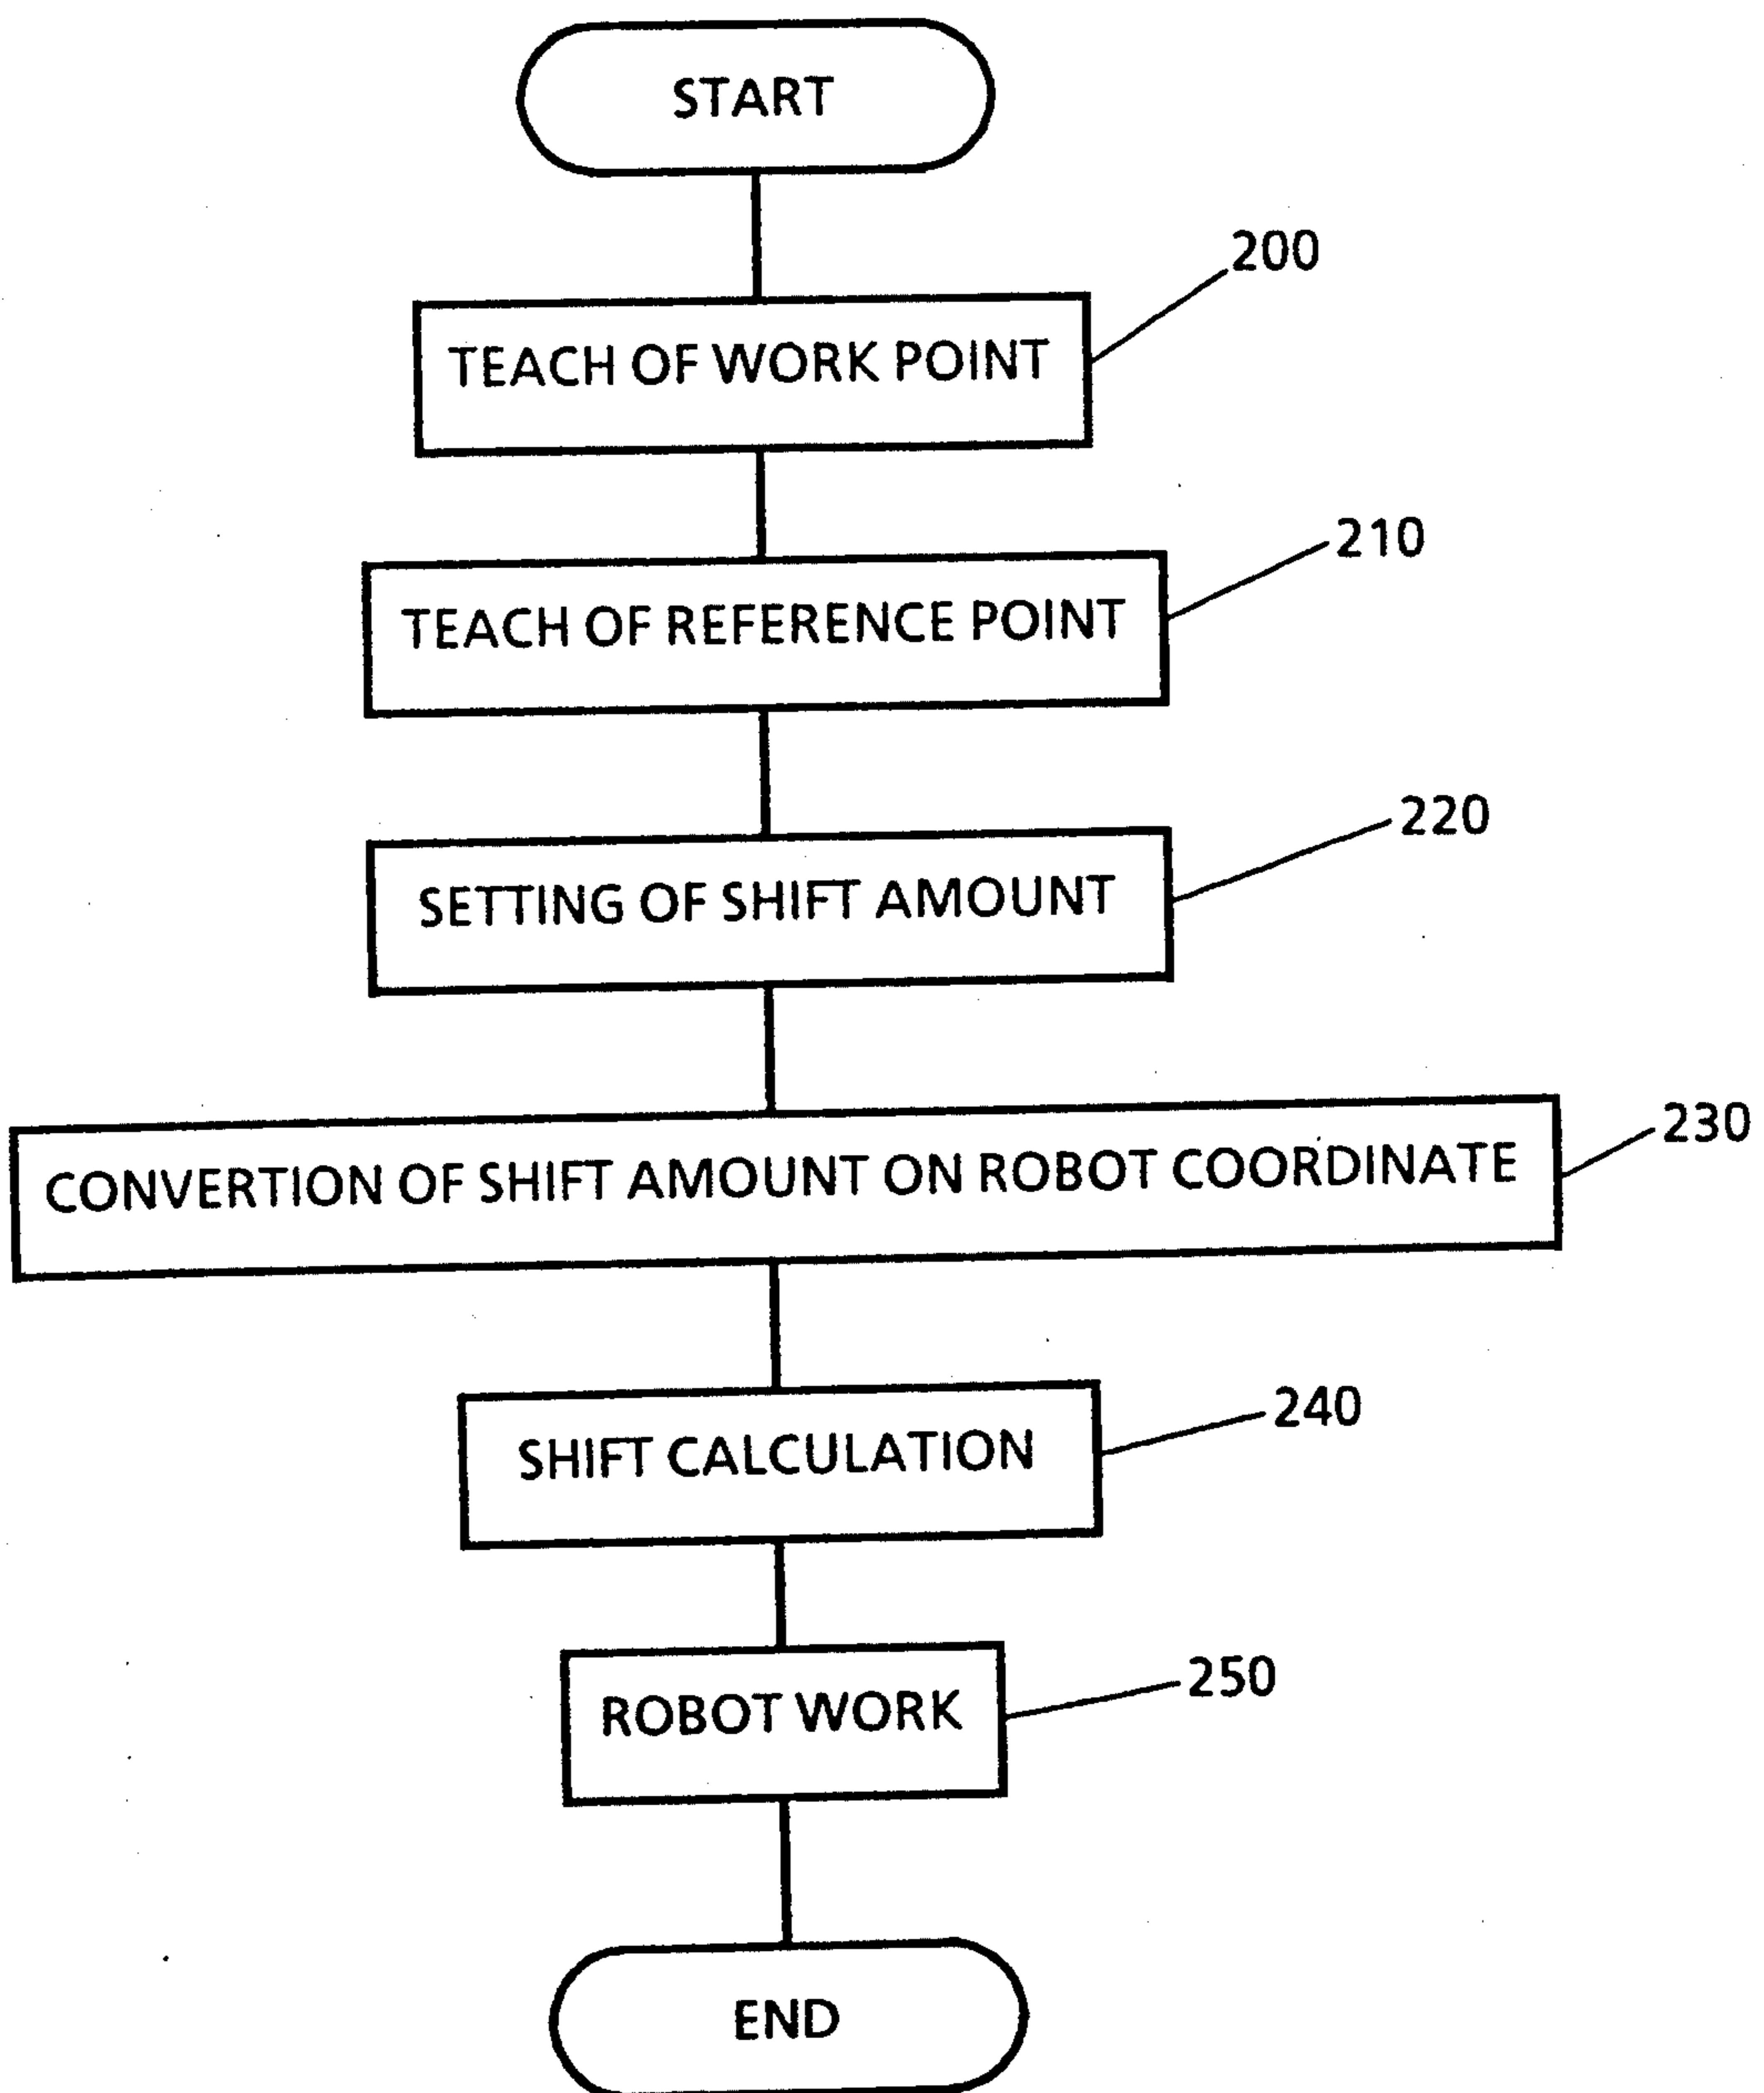 START
200
TEACH OF WORK POINT
210
TEACH OF REFERENCE POINT
220
SETTING OF SHIFT AMOUNT
230
CONVERTION OF SHIFT AMOUNT ON ROBOT COORDINATE
240
SHIFT CALCULATION
250
ROBOT WORK
END